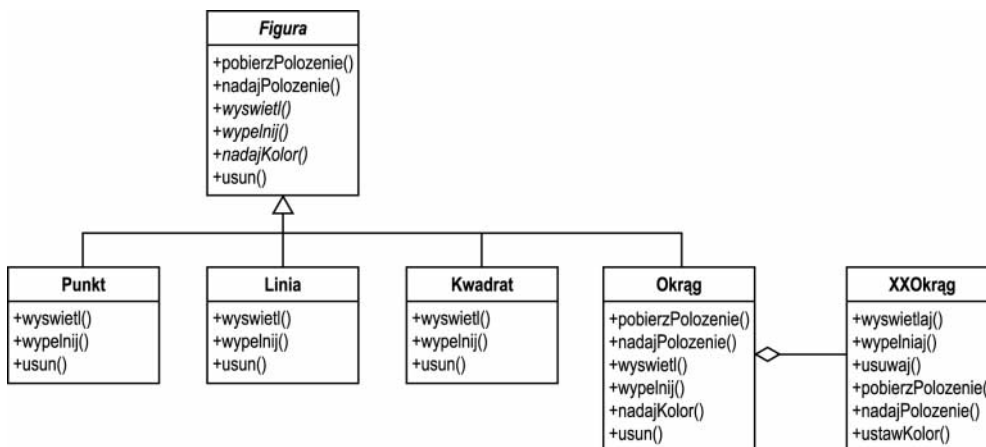 Figura
+pobierzPolozenie()
+nadajPolozenie()
+wyswietl()
+wypelnij()
+nadajKolor()
+usun()
Punkt
+wyswietl()
+wypelnij()
+usun()
Linia
+wyswietl()
+wypelnij()
+usun()
Kwadrat
+wyswietl()
+wypelnij()
+usun()
Okrąg
+pobierzPolozenie()
+nadajPolozenie()
+wyswietl()
+wypelnij()
+nadajKolor()
+usun()
XXOkrąg
+wyswietlaj()
+wypelniaj()
+usuwaj()
+pobierzPolozenie(
+nadajPolozenie()
+ustawKolor()